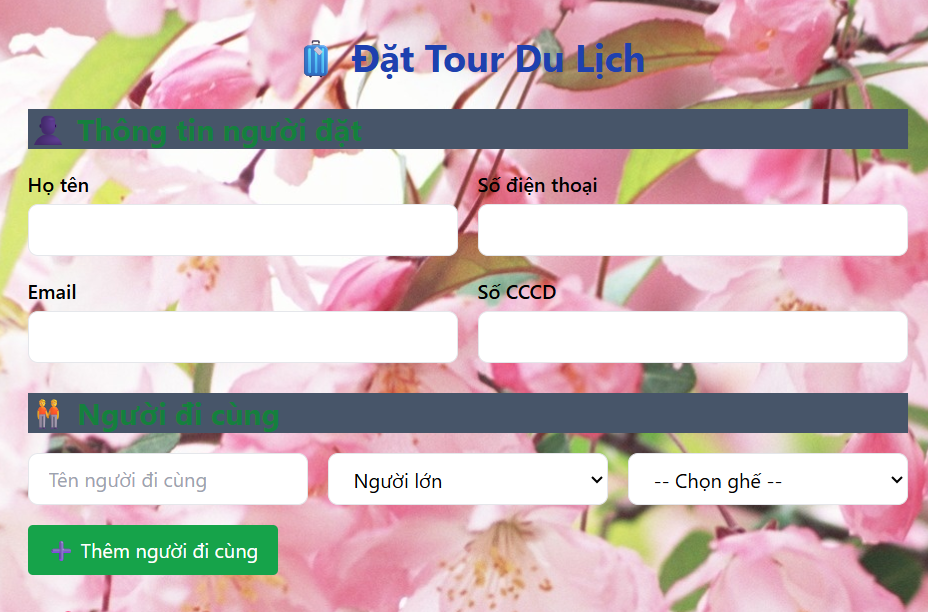 Đặt Tour Du Lịch
Thông tin người đặt
Họ tên
Số điện thoại
Email
Số CCCD
Người đi cùng
Tên người đi cùng
Người lớn
-- Chọn ghế --
Thêm người đi cùng